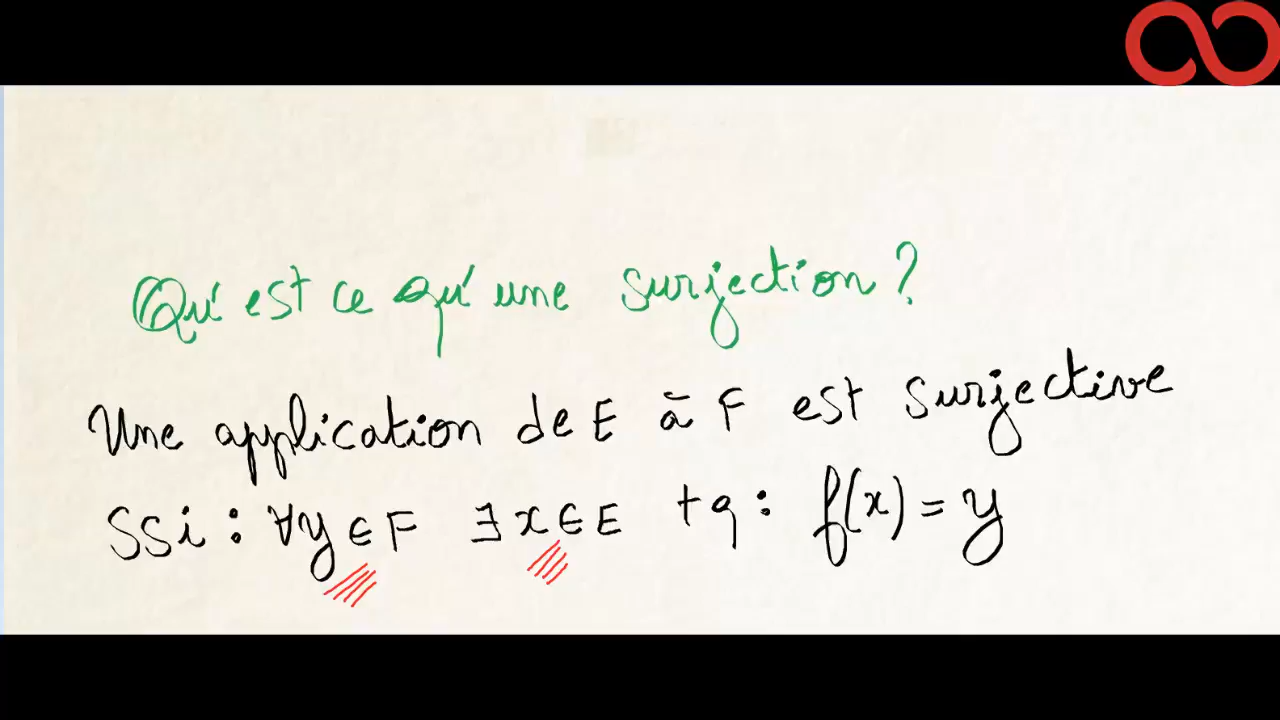 Qu'est ce qu'une surjection ?
Une application de E à F est surjective
SSi : ∀y ∈ F ∃ x ∈ E tq : f(x) = y